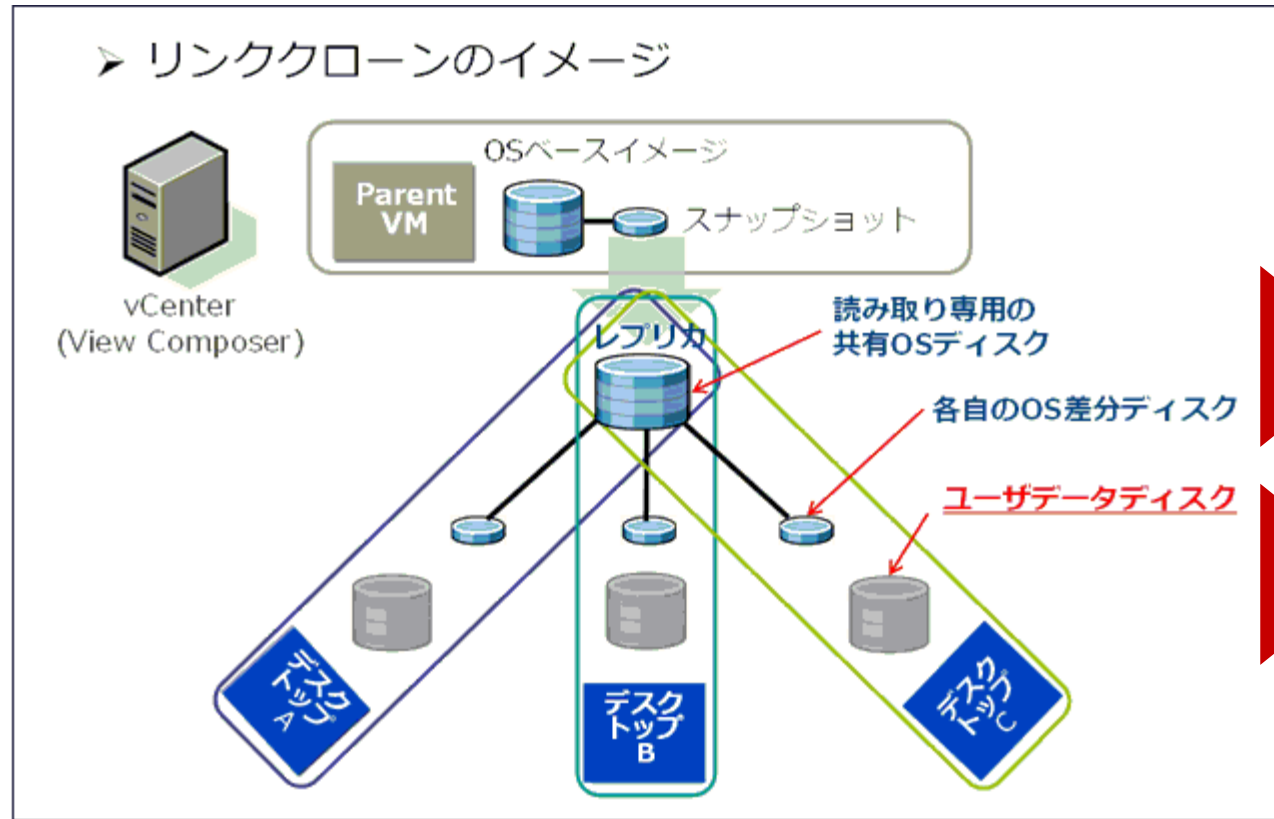 ➢ リンククローンのイメージ
OSベースイメージ
Parent
VM
スナップショット
vCenter
(View Composer)
レプリカ
読み取り専用の
共有OSディスク
各自のOS差分ディスク
ユーザデータディスク
デスク
トップ
A
デスク
トップ
B
デスク
トップ
C